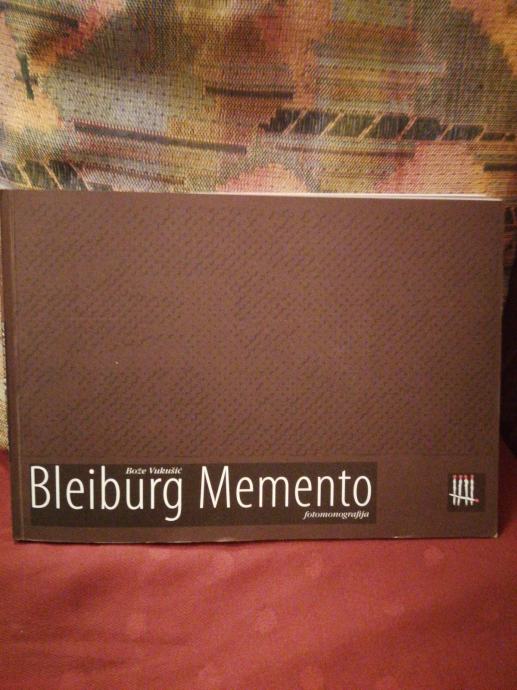 Bože Vukušić
Bleiburg Memento
fotomonografija